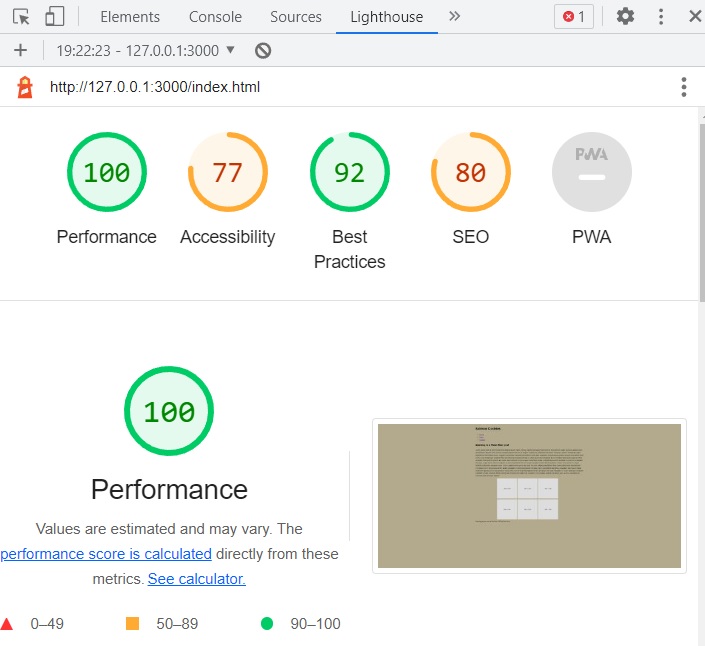 Elements Console Sources Lighthouse 1
19:22:23 - 127.0.0.1:3000
http://127.0.0.1:3000/index.html
100 77 92 80 PWA
Performance Accessibility Best Practices SEO PWA
100
Performance
Values are estimated and may vary. The
performance score is calculated directly from these
metrics. See calculator.
0–49 50–89 90–100